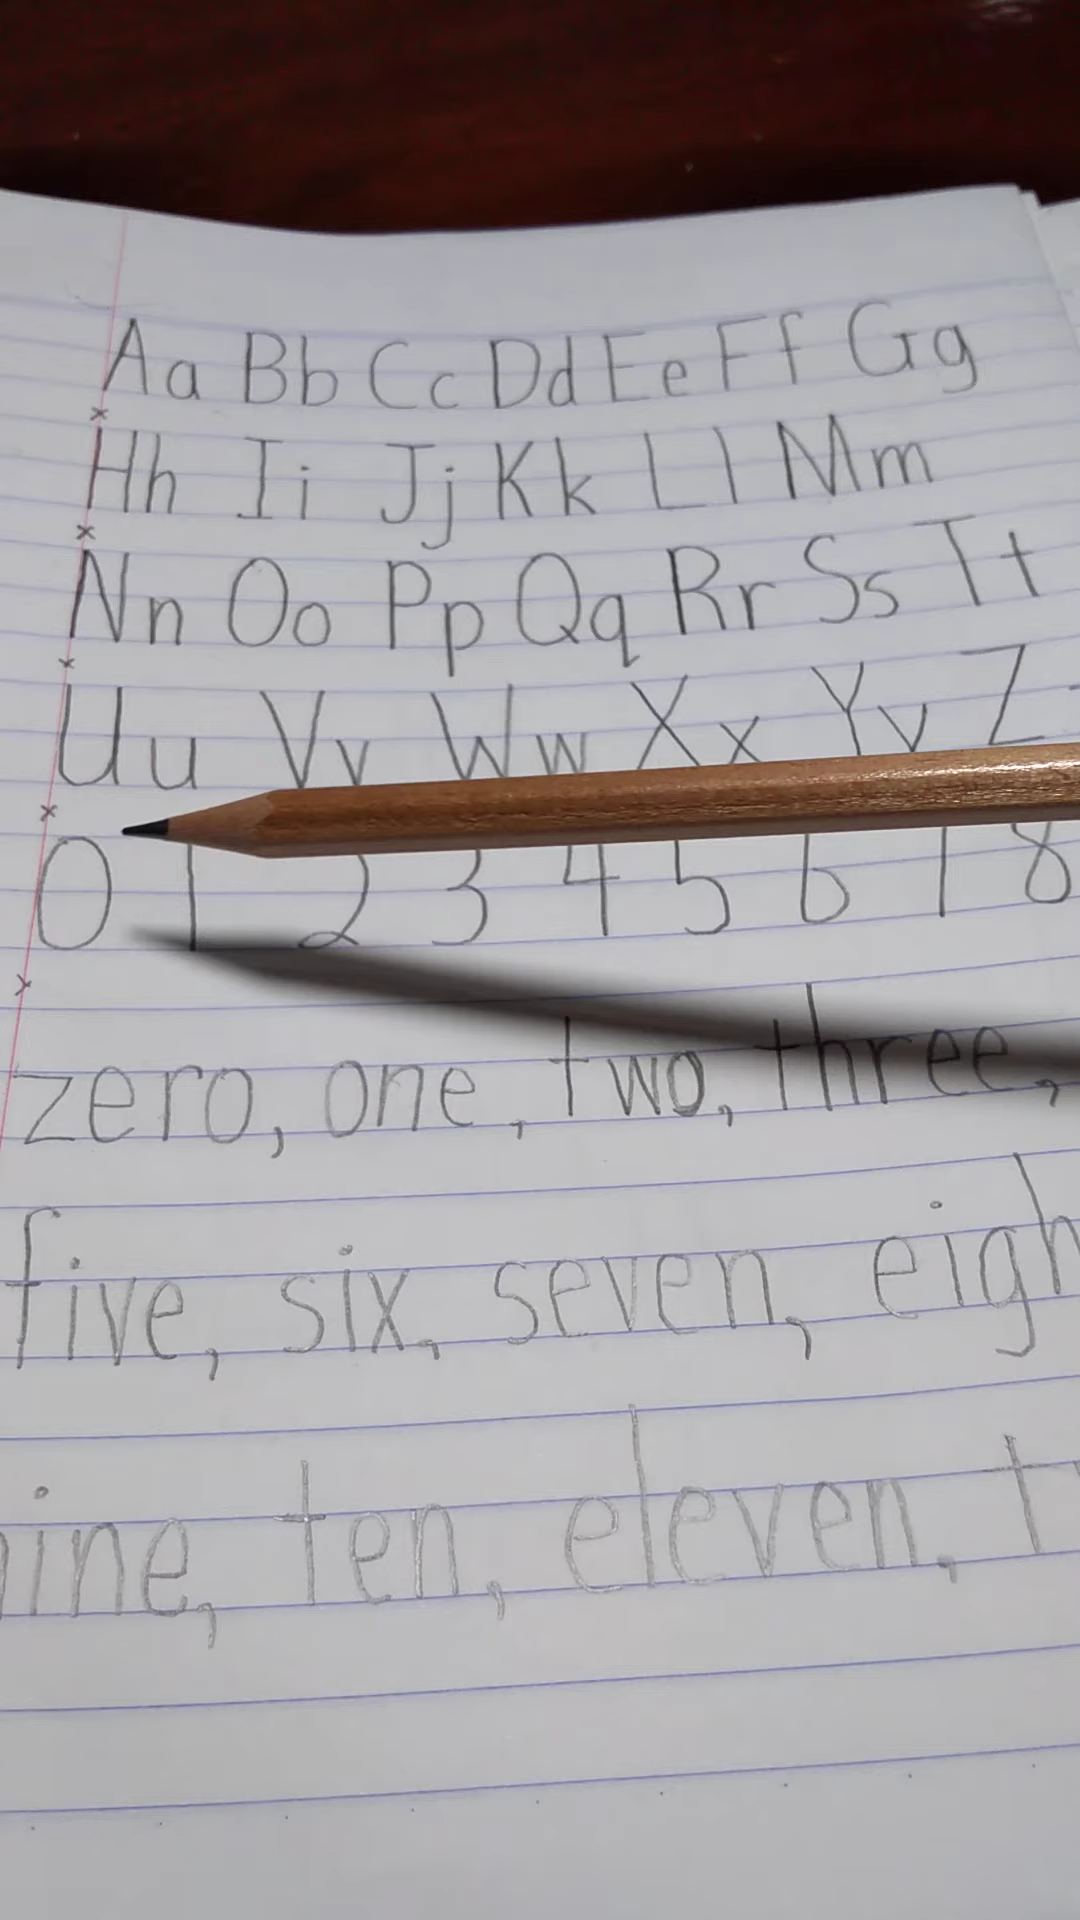 Aa Bb Cc Dd Ee Ff Gg
Hh Ii Jj Kk Ll Mm
Nn Oo Pp Qq Rr Ss Tt
Uu Vv Ww Xx Yy Z
0 1 2 3 4 5 6 7 8
zero, one, two, three,
five, six, seven, eigh
ine, ten, eleven, t